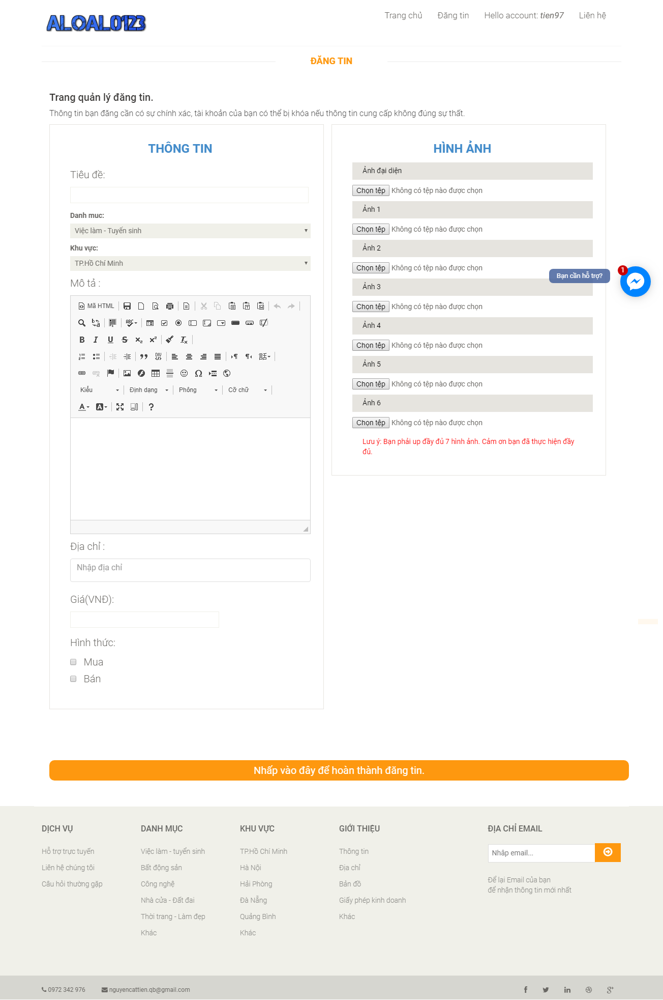 ALOALO123
Trang chủ Đăng tin Hello account: tien97 Liên hệ
ĐĂNG TIN
Trang quản lý đăng tin.
Thông tin bạn đăng cần có sự chính xác, tài khoản của bạn có thể bị khóa nếu thông tin cung cấp không đúng sự thất.
THÔNG TIN
Tiêu đề:
Danh muc:
Việc làm - Tuyển sinh
Khu vực:
TP.Hồ Chí Minh
Mô tả :
Mã HTML
Kiểu Định dạng Phông Cỡ chữ
Địa chỉ :
Nhập địa chỉ
Giá(VNĐ):
Hình thức:
Mua
Bán
HÌNH ẢNH
Ảnh đại diện
Chọn tệp Không có tệp nào được chọn
Ảnh 1
Chọn tệp Không có tệp nào được chọn
Ảnh 2
Chọn tệp Không có tệp nào được chọn
Ảnh 3
Chọn tệp Không có tệp nào được chọn
Ảnh 4
Chọn tệp Không có tệp nào được chọn
Ảnh 5
Chọn tệp Không có tệp nào được chọn
Ảnh 6
Chọn tệp Không có tệp nào được chọn
Lưu ý: Bạn phải up đầy đủ 7 hình ảnh. Cảm ơn bạn đã thực hiện đầy
đủ.
Bạn cần hỗ trợ?
1
Nhấp vào đây để hoàn thành đăng tin.
DỊCH VỤ
Hỗ trợ trực tuyến
Liên hệ chúng tôi
Câu hỏi thường gặp
DANH MỤC
Việc làm - tuyển sinh
Bất động sản
Công nghệ
Nhà cửa - Đất đai
Thời trang - Làm đẹp
Khác
KHU VỰC
TP.Hồ Chí Minh
Hà Nội
Hải Phòng
Đà Nẵng
Quảng Bình
Khác
GIỚI THIỆU
Thông tin
Địa chỉ
Bản đồ
Giấy phép kinh doanh
Khác
ĐỊA CHỈ EMAIL
Nhâp email...
Để lại Email của bạn
để nhận thông tin mới nhất
0972 342 976 nguyencattien.qb@gmail.com